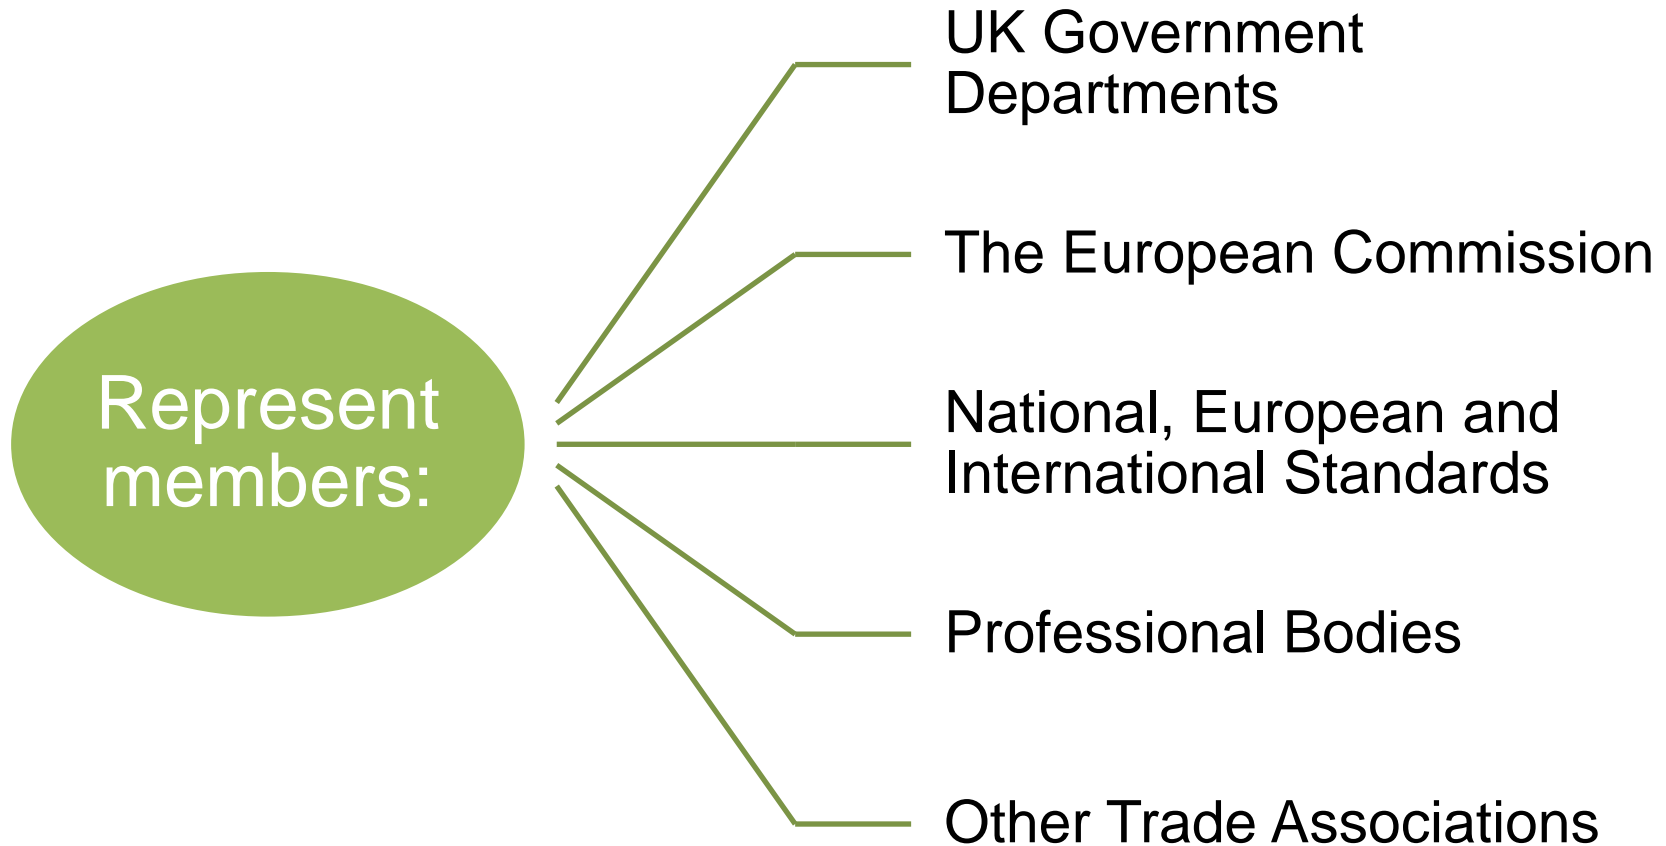 Represent
members:
UK Government
Departments
The European Commission
National, European and
International Standards
Professional Bodies
Other Trade Associations